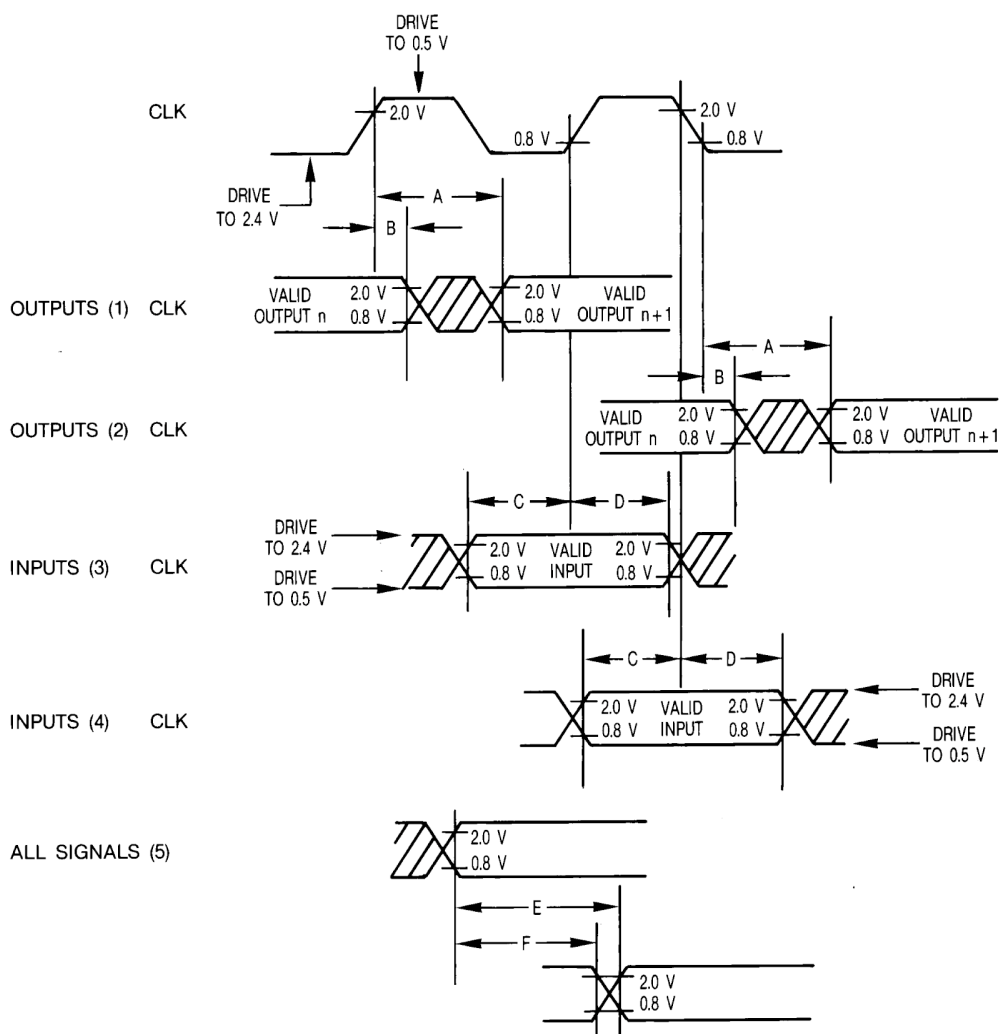 DRIVE
TO 0.5 V
CLK
2.0 V
0.8 V
2.0 V
0.8 V
DRIVE
TO 2.4 V
A
B
OUTPUTS (1) CLK
VALID
OUTPUT n
2.0 V
0.8 V
2.0 V
0.8 V
VALID
OUTPUT n+1
A
B
OUTPUTS (2) CLK
VALID
OUTPUT n
2.0 V
0.8 V
2.0 V
0.8 V
VALID
OUTPUT n+1
C
D
DRIVE
TO 2.4 V
INPUTS (3) CLK
DRIVE
TO 0.5 V
2.0 V
0.8 V
VALID
INPUT
2.0 V
0.8 V
C
D
INPUTS (4) CLK
2.0 V
0.8 V
VALID
INPUT
2.0 V
0.8 V
DRIVE
TO 2.4 V
DRIVE
TO 0.5 V
ALL SIGNALS (5)
2.0 V
0.8 V
E
F
2.0 V
0.8 V